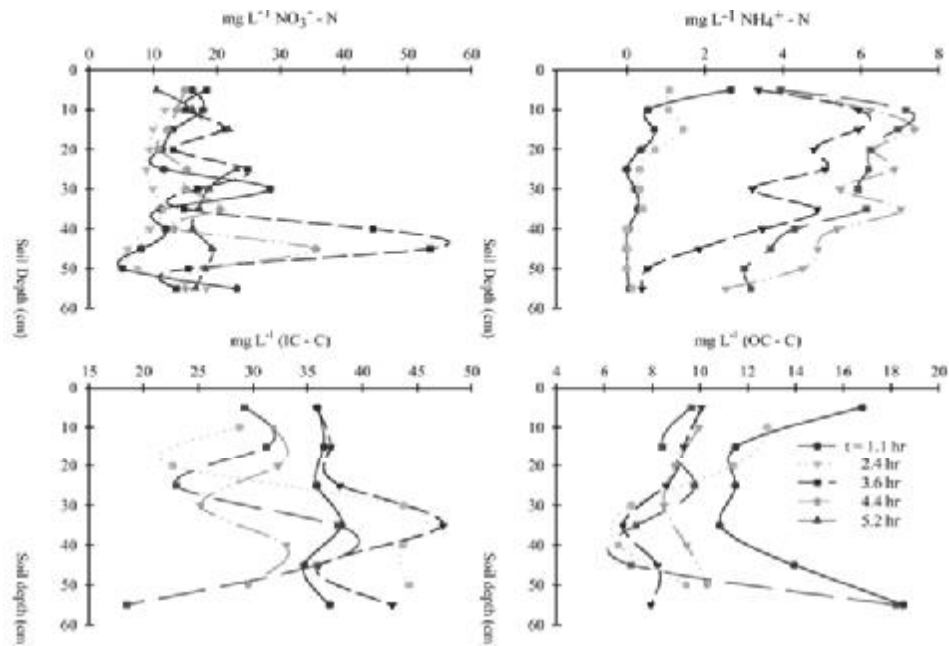 mg L⁻¹ NO₃⁻ - N
0 10 20 30 40 50 60
0
10
20
30
40
50
60
Soil Depth (cm)
mg L⁻¹ NH₄⁺ - N
0 2 4 6 8
0
10
20
30
40
50
60
Soil Depth (cm)
mg L⁻¹ (IC - C)
15 20 25 30 35 40 45 50
0
10
20
30
40
50
60
Soil depth (cm
mg L⁻¹ (OC - C)
4 6 8 10 12 14 16 18 20
0
10
20
30
40
50
60
Soil depth (cm
t = 1.1 hr
2.4 hr
3.6 hr
4.4 hr
5.2 hr